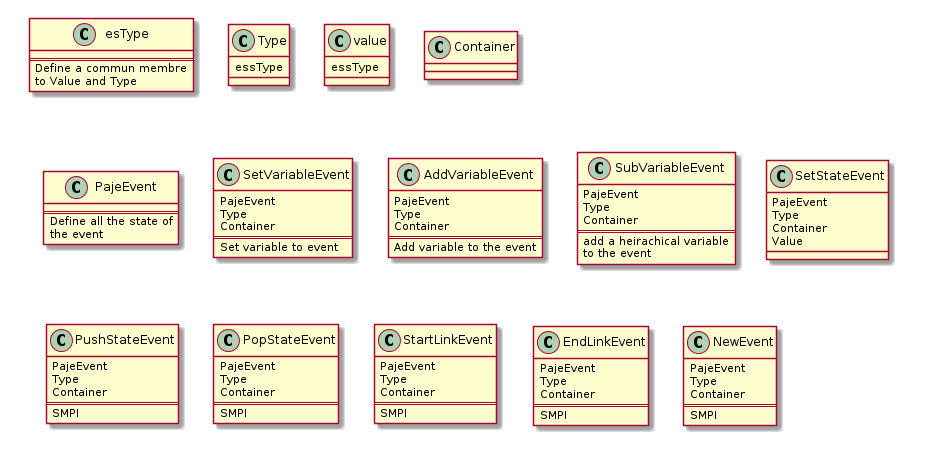 C esType
Define a commun membre
to Value and Type
C Type
essType
C value
essType
C Container
C PajeEvent
Define all the state of
the event
C SetVariableEvent
PajeEvent
Type
Container
Set variable to event
C AddVariableEvent
PajeEvent
Type
Container
Add variable to the event
C SubVariableEvent
PajeEvent
Type
Container
add a heirachical variable
to the event
C SetStateEvent
PajeEvent
Type
Container
Value
C PushStateEvent
PajeEvent
Type
Container
SMPI
C PopStateEvent
PajeEvent
Type
Container
SMPI
C StartLinkEvent
PajeEvent
Type
Container
SMPI
C EndLinkEvent
PajeEvent
Type
Container
SMPI
C NewEvent
PajeEvent
Type
Container
SMPI